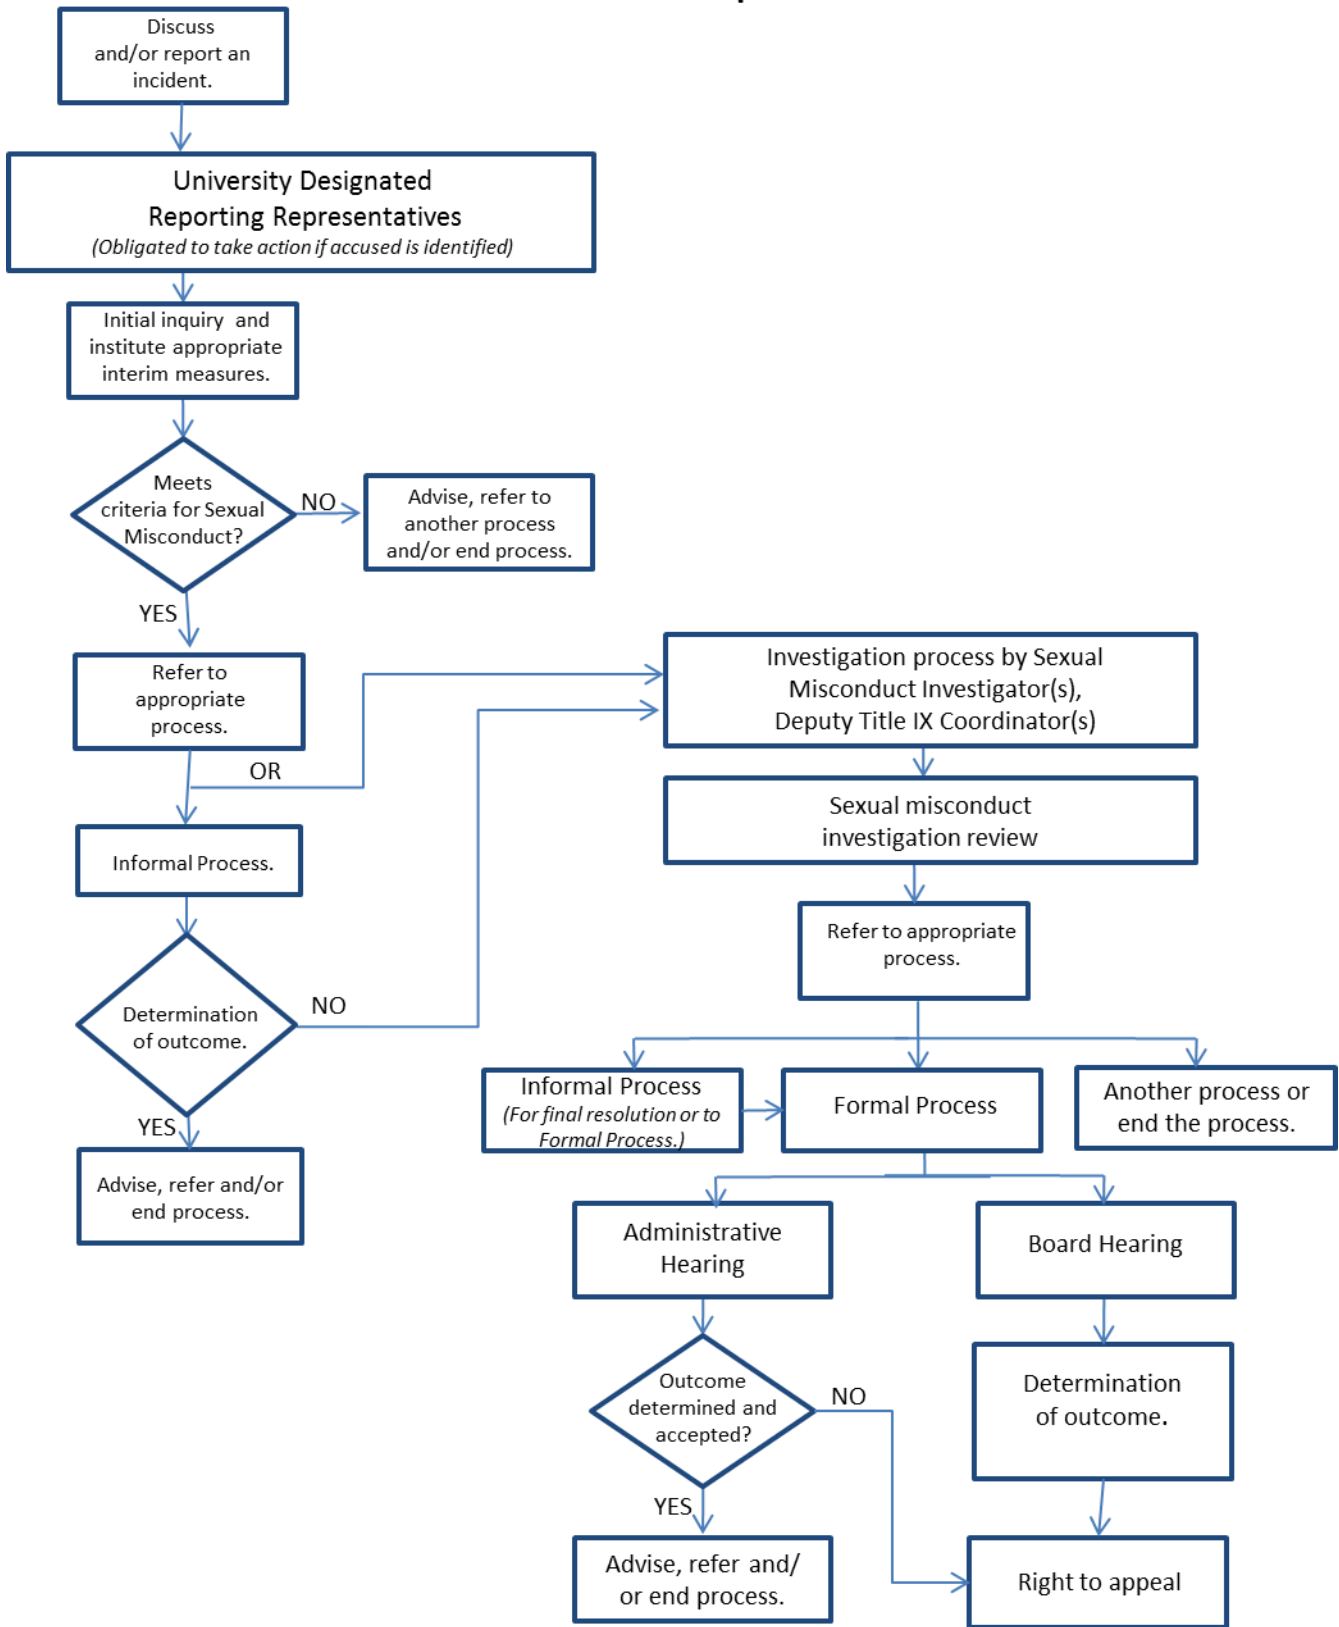 Discuss
and/or report an
incident.
University Designated
Reporting Representatives
(Obligated to take action if accused is identified)
Initial inquiry and
institute appropriate
interim measures.
Meets
criteria for Sexual
Misconduct?
NO
Advise, refer to
another process
and/or end process.
YES
Refer to
appropriate
process.
OR
Informal Process.
Determination
of outcome.
NO
YES
Advise, refer and/or
end process.
Investigation process by Sexual
Misconduct Investigator(s),
Deputy Title IX Coordinator(s)
Sexual misconduct
investigation review
Refer to appropriate
process.
Informal Process
(For final resolution or to
Formal Process.)
Formal Process
Another process or
end the process.
Administrative
Hearing
Board Hearing
Outcome
determined and
accepted?
NO
Determination
of outcome.
YES
Advise, refer and/
or end process.
Right to appeal